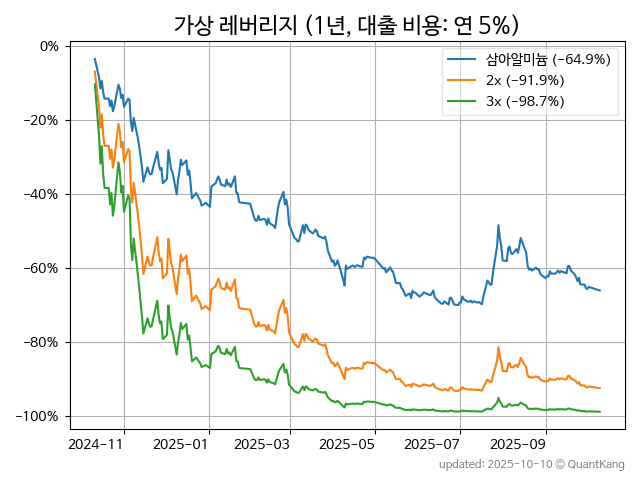 가상 레버리지 (1년, 대출 비용: 연 5%)
0%
−20%
−40%
−60%
−80%
−100%
삼아알미늄 (−64.9%)
2x (−91.9%)
3x (−98.7%)
2024-11
2025-01
2025-03
2025-05
2025-07
2025-09
updated: 2025-10-10 © QuantKang